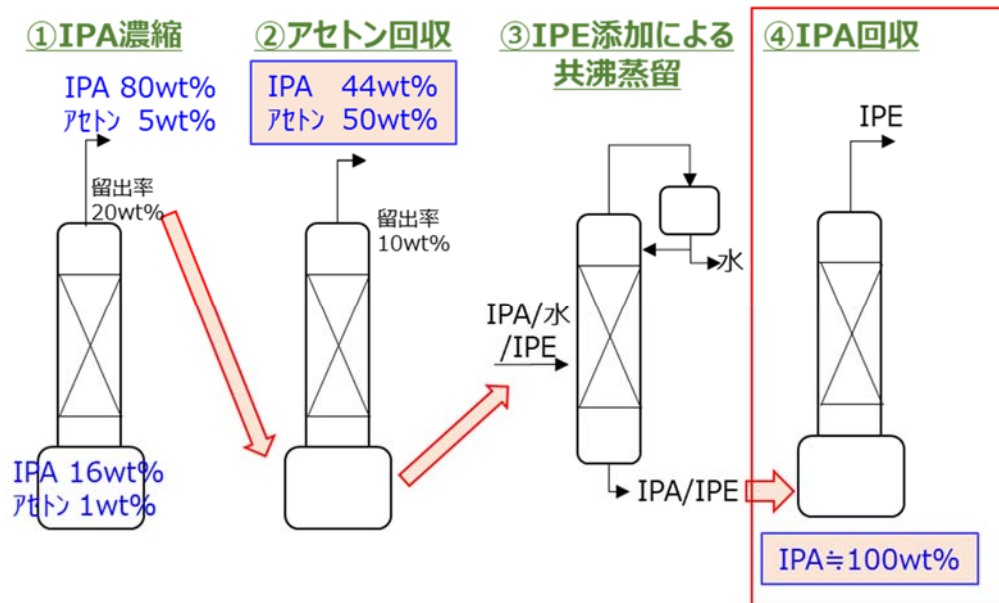 ①IPA濃縮
IPA 80wt%
ｱｾﾄﾝ 5wt%
留出率
20wt%
IPA 16wt%
ｱｾﾄﾝ 1wt%
②アセトン回収
IPA 44wt%
ｱｾﾄﾝ 50wt%
留出率
10wt%
③IPE添加による
共沸蒸留
水
IPA/水
/IPE
IPA/IPE
④IPA回収
IPE
IPA≒100wt%